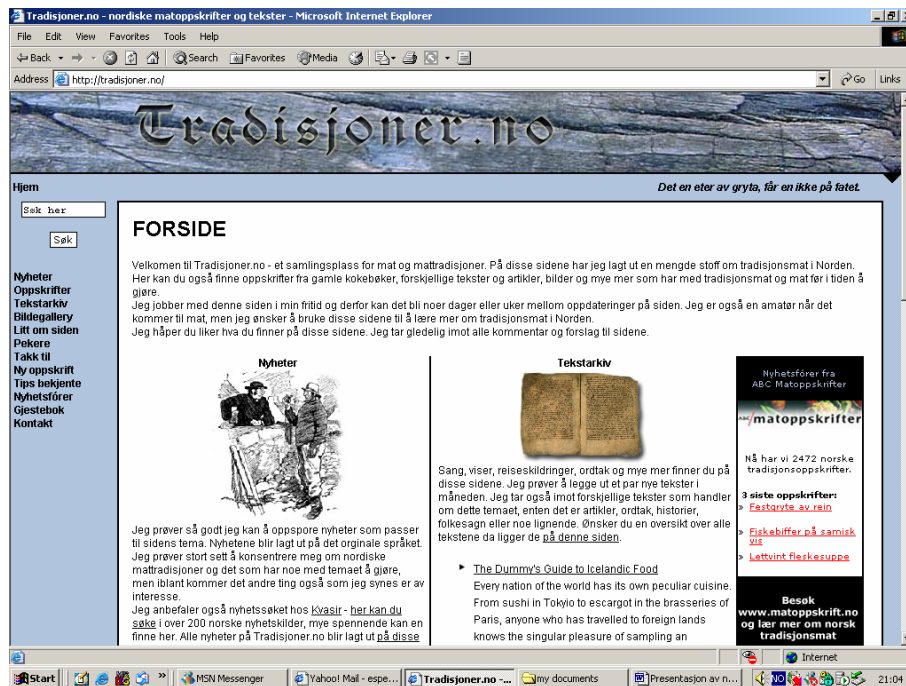 Tradisjoner.no - nordiske matoppskrifter og tekster - Microsoft Internet Explorer
File Edit View Favorites Tools Help
Back Search Favorites Media
Address http://tradisjoner.no/ Go Links
Tradisjoner.no
Hjem
Det en eter av gryta, får en ikke på fatet.
Søk her
Søk
Nyheter
Oppskrifter
Tekstarkiv
Bildegallery
Litt om siden
Pekere
Takk til
Ny oppskrift
Tips bekjente
Nyhetsfórer
Gjestebok
Kontakt
FORSIDE
Velkomen til Tradisjoner.no - et samlingsplass for mat og mattradisjoner. På disse sidene har jeg lagt ut en mengde stoff om tradisjonsmat i Norden.
Her kan du også finne oppskrifter fra gamle kokebøker, forskjellige tekster og artikler, bilder og mye mer som har med tradisjonsmat og mat før i tiden å
gjøre.
Jeg jobber med denne siden i min fritid og derfor kan det bli noer dager eller uker mellom oppdateringer på siden. Jeg er også en amatør når det
kommer til mat, men jeg ønsker å bruke disse sidene til å lære mer om tradisjonsmat i Norden.
Jeg håper du liker hva du finner på disse sidene. Jeg tar gledelig imot alle kommentar og forslag til sidene.
Nyheter
Jeg prøver så godt jeg kan å oppspore nyheter som passer
til sidens tema. Nyhetene blir lagt ut på det orginale språket.
Jeg prøver stort sett å konsentrere meg om nordiske
mattradisjoner og det som har noe med temaet å gjøre,
men iblant kommer det andre ting også som jeg synes er av
interesse.
Jeg anbefaler også nyhetssøket hos Kvasir - her kan du
søke i over 200 norske nyhetskilder, mye spennende kan en
finne her. Alle nyheter på Tradisjoner.no blir lagt ut på disse
Tekstarkiv
Sang, viser, reiseskildringer, ordtak og mye mer finner du på
disse sidene. Jeg prøver å legge ut et par nye tekster i
måneden. Jeg tar også imot forskjellige tekster som handler
om dette temaet, enten det er artikler, ordtak, historier,
folkesagn eller noe lignende. Ønsker du en oversikt over alle
tekstene da ligger de på denne siden.
The Dummy's Guide to Icelandic Food
Every nation of the world has its own peculiar cuisine.
From sushi in Tokyio to escargot in the brasseries of
Paris, anyone who has travelled to foreign lands
knows the singular pleasure of sampling an
Nyhetsfórer fra
ABC Matoppskrifter
ABC/matoppskrifter
Nå har vi 2472 norske
tradisjonsoppskrifter.
3 siste oppskrifter:
» Festgryte av rein
» Fiskebiffer på samisk
vis
» Lettvint fleskesuppe
Besøk
www.matoppskrift.no
og lær mer om norsk
tradisjonsmat
Internet
Start » MSN Messenger Yahoo! Mail - espe... Tradisjoner.no -... my documents Presentasjon av n... NO 21:04